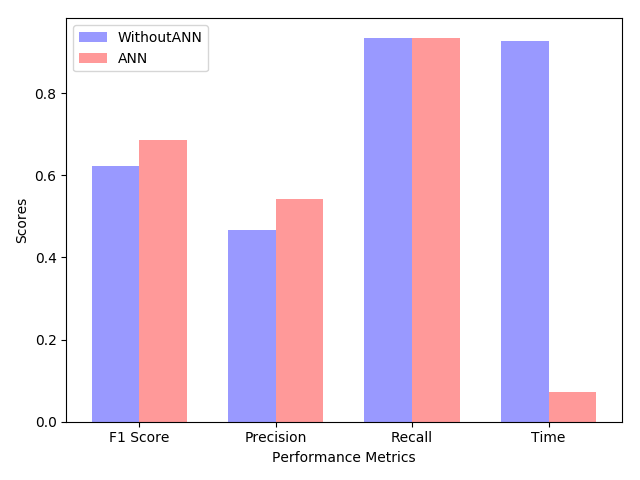 WithoutANN
ANN
Scores
0.8
0.6
0.4
0.2
0.0
F1 Score Precision Recall Time
Performance Metrics